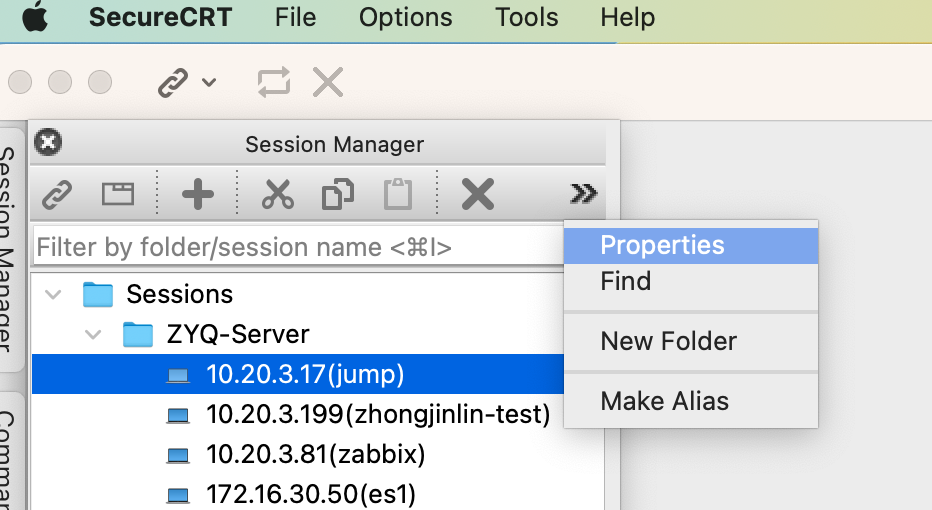 SecureCRT File Options Tools Help
Session Manager
Session Manager
Filter by folder/session name <⌘I>
Properties
Find
New Folder
Make Alias
Sessions
ZYQ-Server
10.20.3.17(jump)
10.20.3.199(zhongjinlin-test)
10.20.3.81(zabbix)
172.16.30.50(es1)